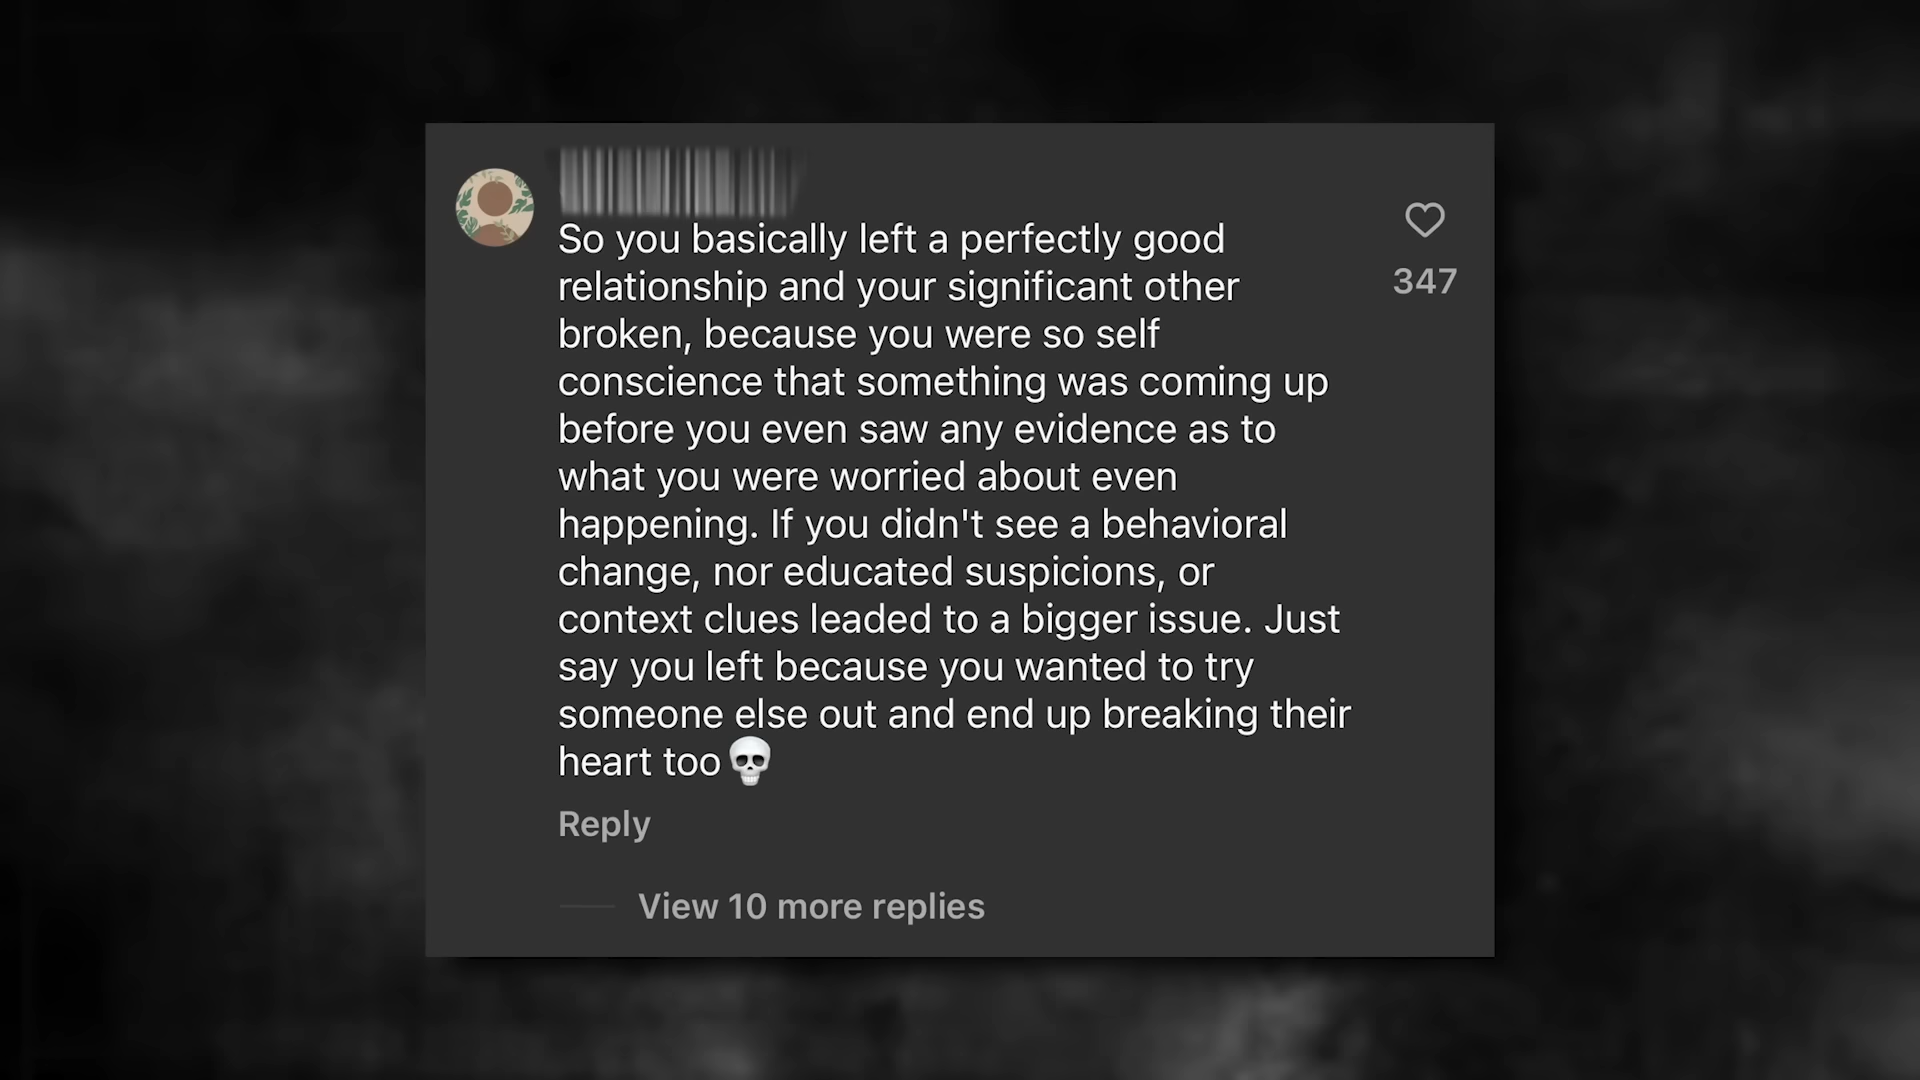 So you basically left a perfectly good
relationship and your significant other
broken, because you were so self
conscience that something was coming up
before you even saw any evidence as to
what you were worried about even
happening. If you didn't see a behavioral
change, nor educated suspicions, or
context clues leaded to a bigger issue. Just
say you left because you wanted to try
someone else out and end up breaking their
heart too💀
347
Reply
View 10 more replies